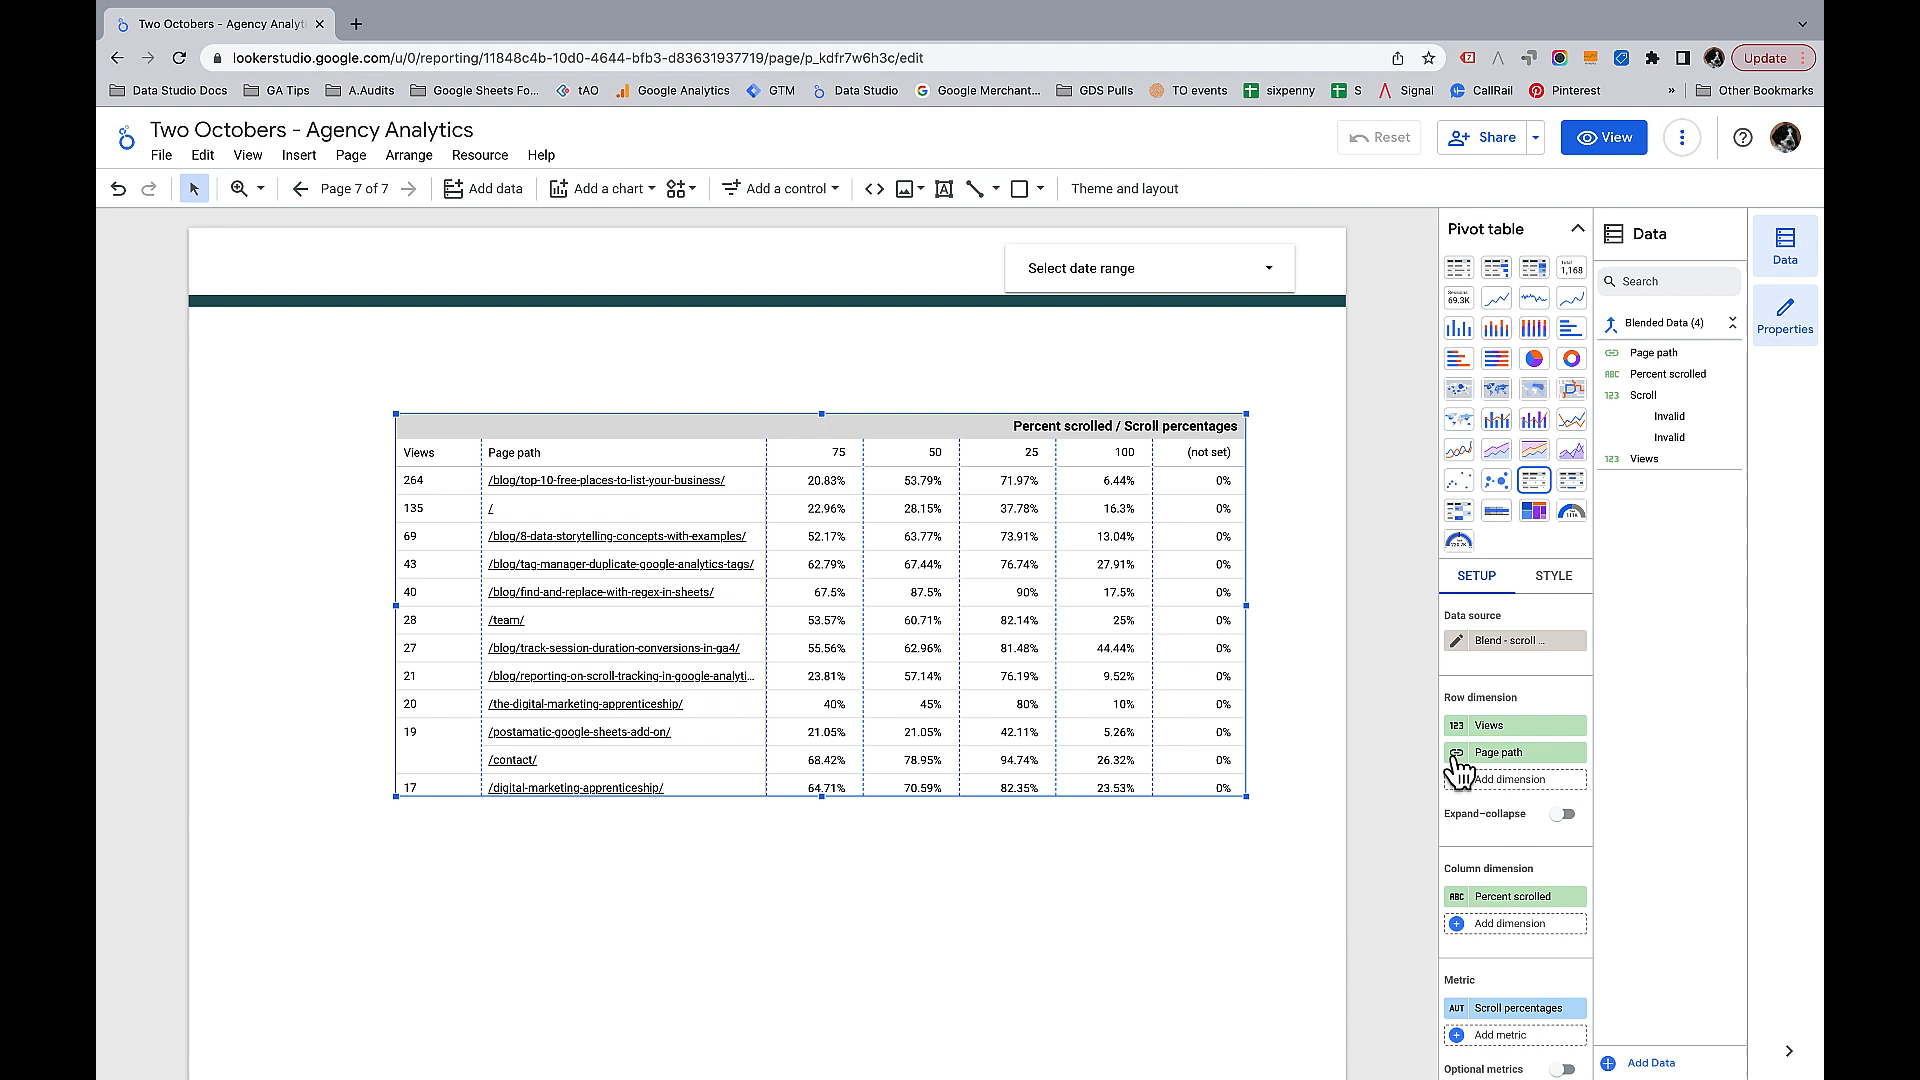 Two Octobers - Agency Analyt
lookerstudio.google.com/u/0/reporting/11848c4b-10d0-4644-bfb3-d83631937719/page/p_kdfr7w6h3c/edit
Update
Data Studio Docs GA Tips A.Audits Google Sheets Fo... tAO Google Analytics GTM Data Studio Google Merchant... GDS Pulls TO events sixpenny S Signal CallRail Pinterest » Other Bookmarks
Two Octobers - Agency Analytics
File Edit View Insert Page Arrange Resource Help
Reset Share View
Page 7 of 7 Add data Add a chart Add a control Theme and layout
Select date range
Percent scrolled / Scroll percentages
Views Page path 75 50 25 100 (not set)
264 /blog/top-10-free-places-to-list-your-business/ 20.83% 53.79% 71.97% 6.44% 0%
135 / 22.96% 28.15% 37.78% 16.3% 0%
69 /blog/8-data-storytelling-concepts-with-examples/ 52.17% 63.77% 73.91% 13.04% 0%
43 /blog/tag-manager-duplicate-google-analytics-tags/ 62.79% 67.44% 76.74% 27.91% 0%
40 /blog/find-and-replace-with-regex-in-sheets/ 67.5% 87.5% 90% 17.5% 0%
28 /team/ 53.57% 60.71% 82.14% 25% 0%
27 /blog/track-session-duration-conversions-in-ga4/ 55.56% 62.96% 81.48% 44.44% 0%
21 /blog/reporting-on-scroll-tracking-in-google-analyti... 23.81% 57.14% 76.19% 9.52% 0%
20 /the-digital-marketing-apprenticeship/ 40% 45% 80% 10% 0%
19 /postamatic-google-sheets-add-on/ 21.05% 21.05% 42.11% 5.26% 0%
/contact/ 68.42% 78.95% 94.74% 26.32% 0%
17 /digital-marketing-apprenticeship/ 64.71% 70.59% 82.35% 23.53% 0%
Pivot table
Total
1,168
Sessions
69.3K
SETUP STYLE
Data source
Blend - scroll ...
Row dimension
123 Views
Page path
Add dimension
Expand-collapse
Column dimension
ABC Percent scrolled
Add dimension
Metric
AUT Scroll percentages
Add metric
Optional metrics
Data
Search
Blended Data (4)
Page path
ABC Percent scrolled
123 Scroll
Invalid
Invalid
123 Views
Add Data
Data
Properties